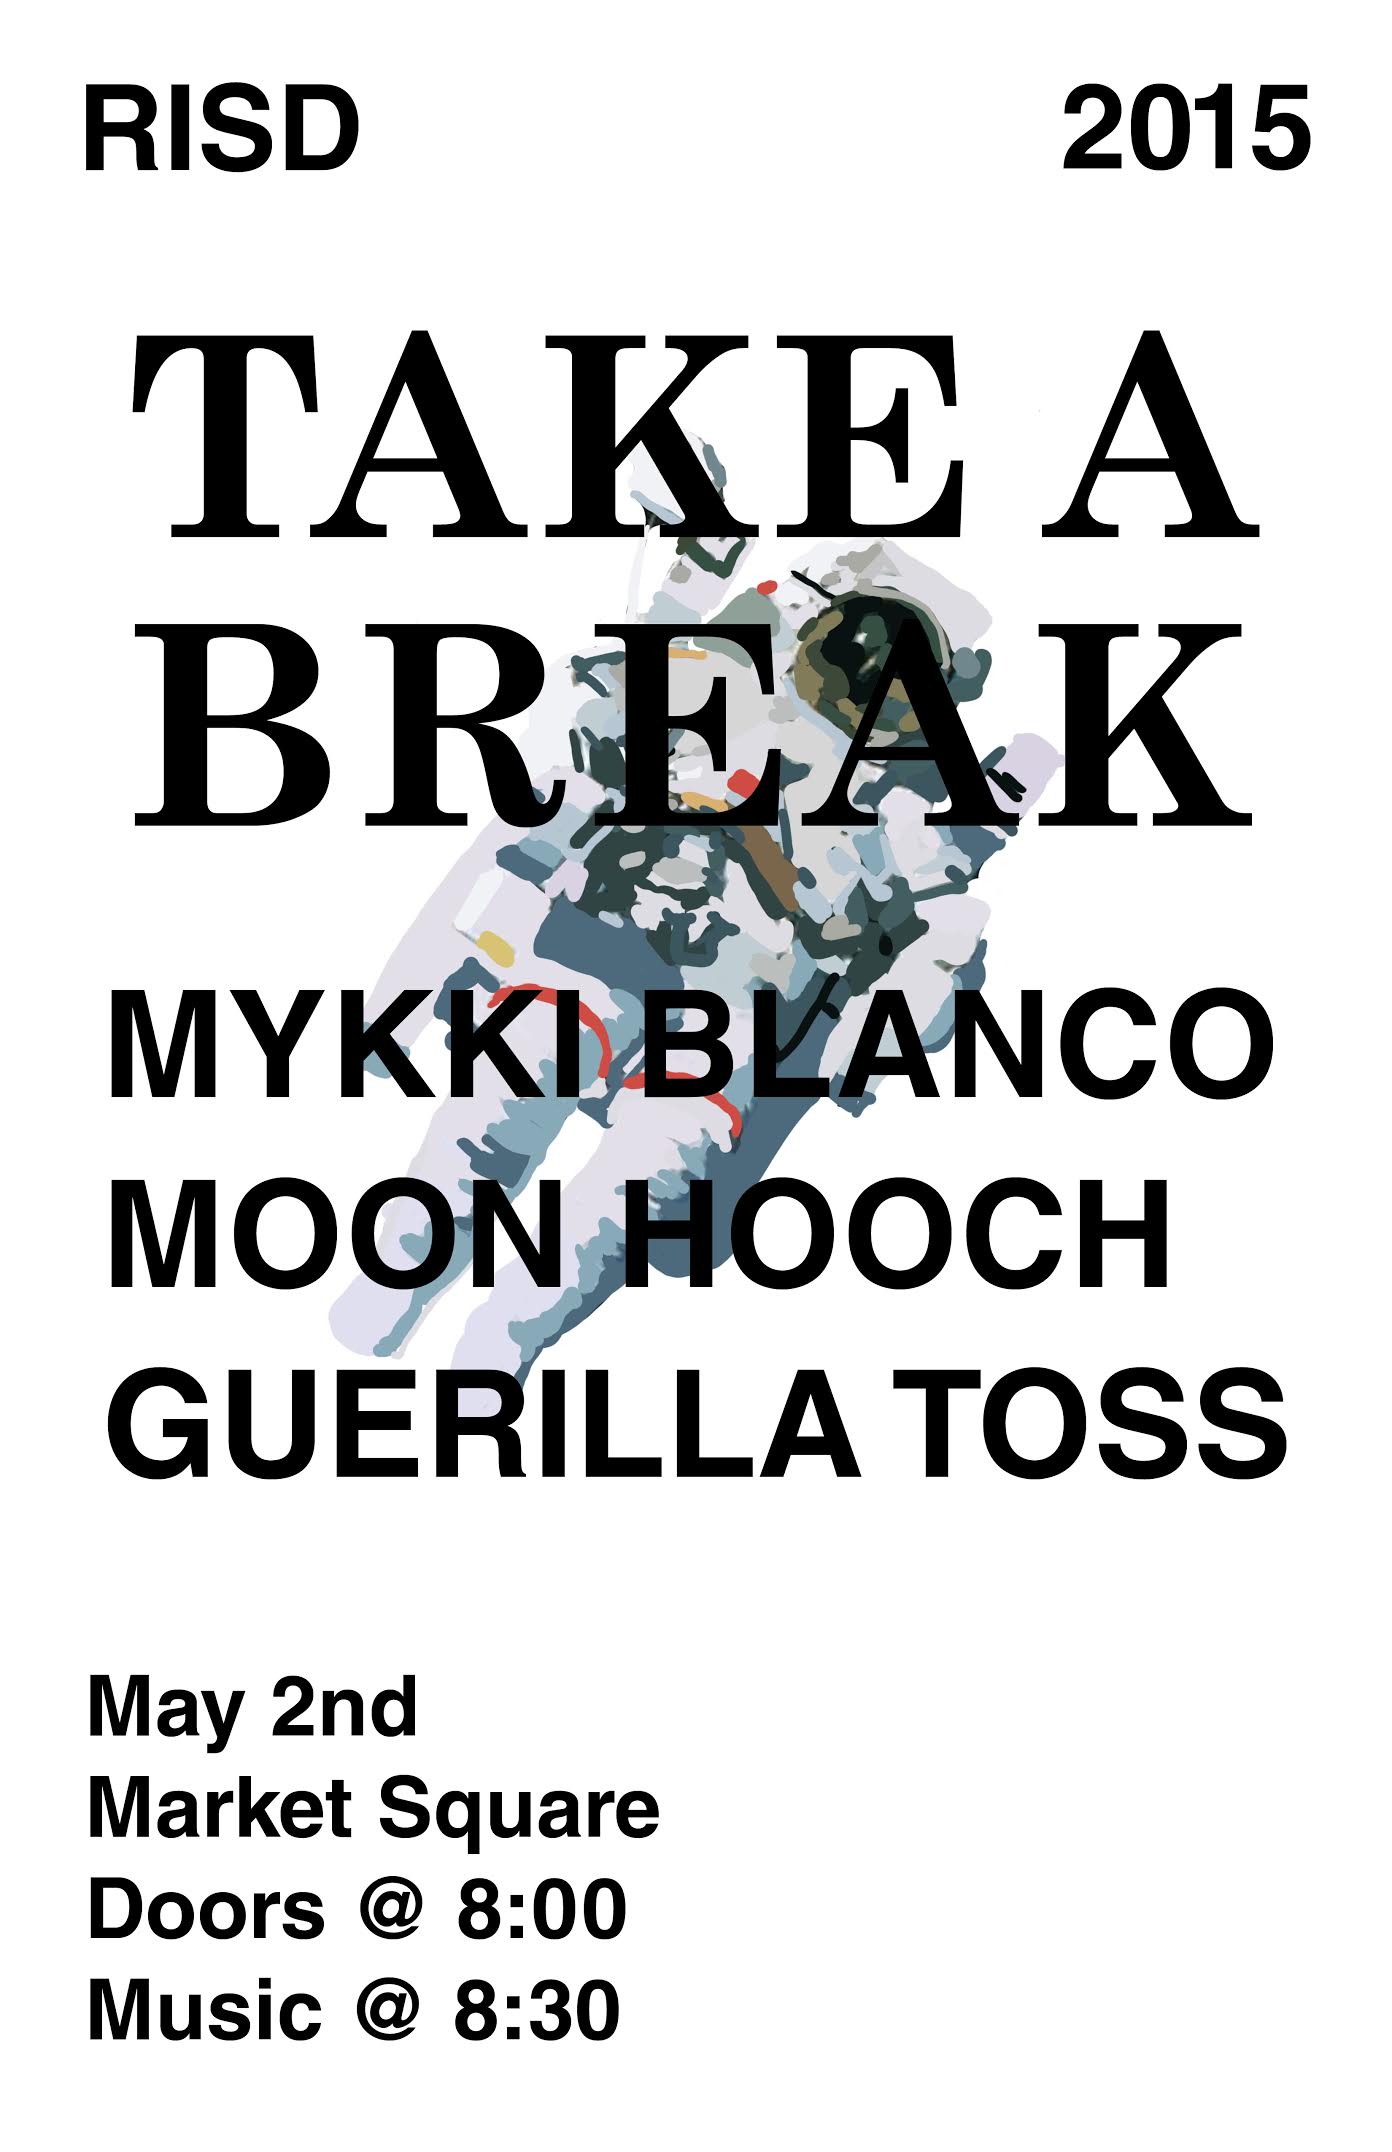 RISD 2015
TAKE A
BREAK
MYKKI BLANCO
MOON HOOCH
GUERILLA TOSS
May 2nd
Market Square
Doors @ 8:00
Music @ 8:30